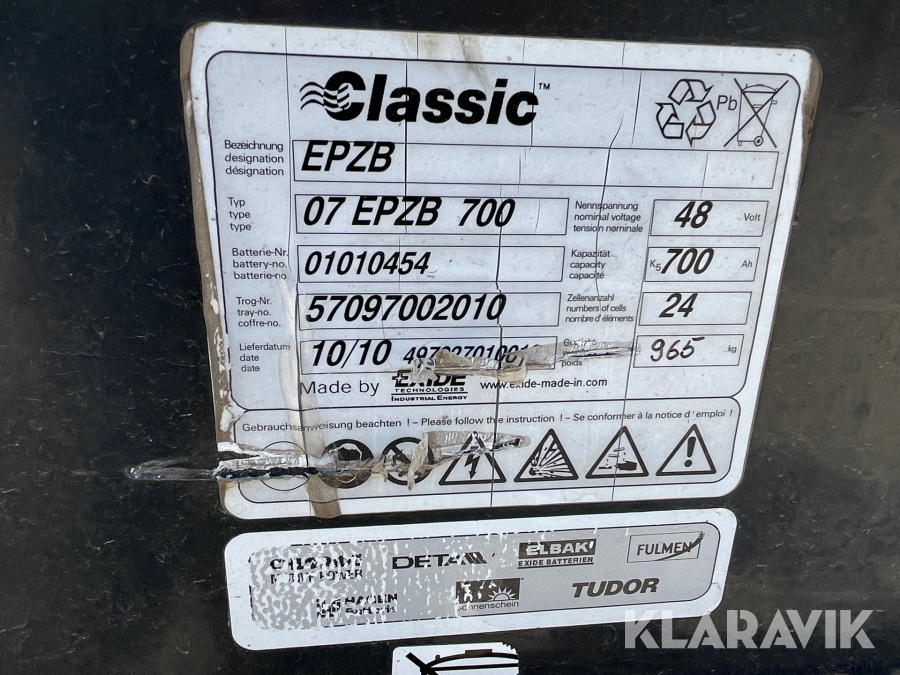 Classic™
Pb
Bezeichnung
designation
désignation
EPZB
Typ
type
type
07 EPZB 700
Nennspannung
nominal voltage
tension nominale
48 Volt
Batterie-Nr.
battery-no.
batterie-no.
01010454
Kapazität
capacity
capacité
K5 700 Ah
Trog-Nr.
tray-no.
coffre-no.
57097002010
Zellenanzahl
numbers of cells
nombre d'éléments
24
Lieferdatum
date
date
10/10
poids
965 kg
Made by EXIDE
TECHNOLOGIES
INDUSTRIAL ENERGY
www.exide-made-in.com
Gebrauchsanweisung beachten ! – Please follow the instruction ! – Se conformer à la notice d'emploi !
DETA
ELBAK
EXIDE BATTERIEN
FULMEN
HAGEN
Sonnenschein
TUDOR
KLARAVIK